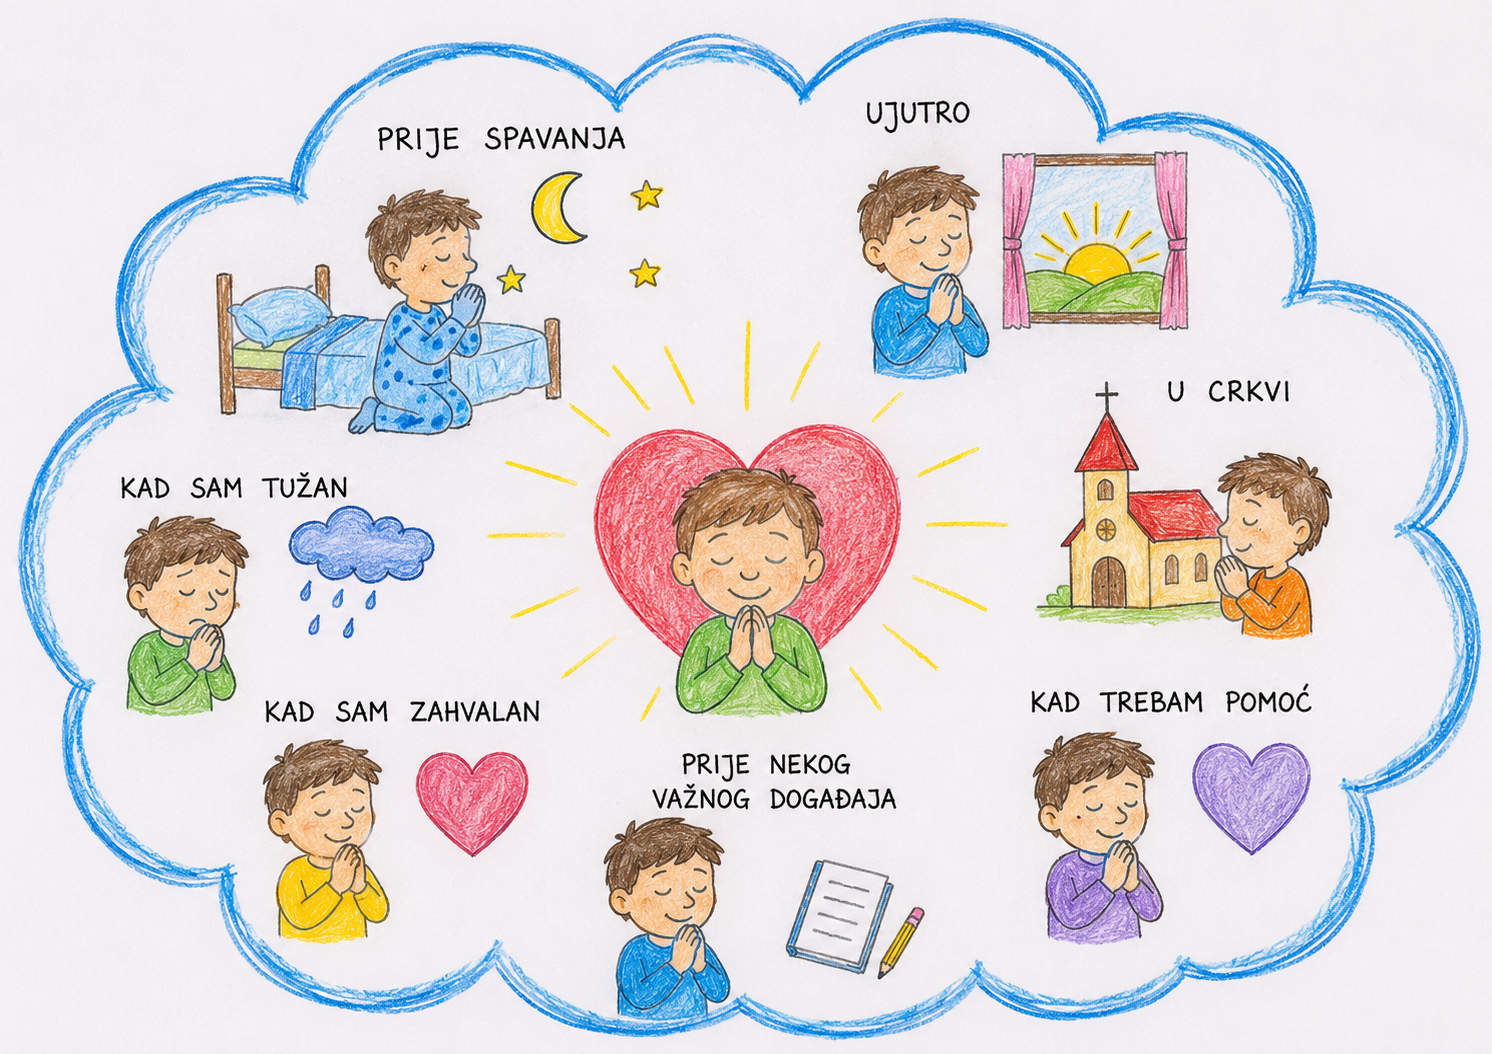 PRIJE SPAVANJA
UJUTRO
U CRKVI
KAD SAM TUŽAN
KAD SAM ZAHVALAN
PRIJE NEKOG
VAŽNOG DOGAĐAJA
KAD TREBAM POMOĆ